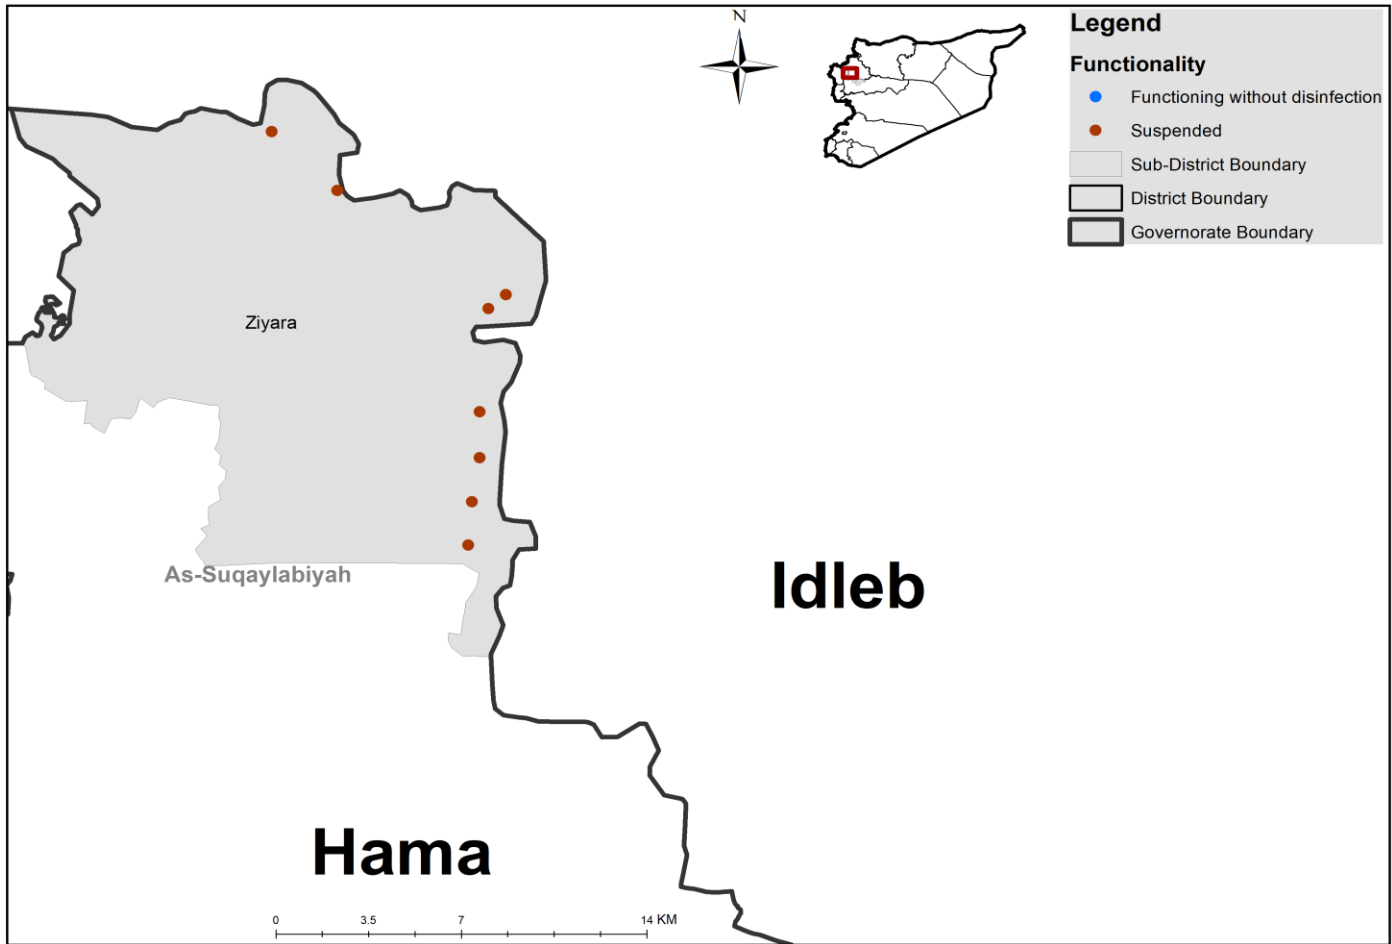 N
Legend
Functionality
Functioning without disinfection
Suspended
Sub-District Boundary
District Boundary
Governorate Boundary
Ziyara
As-Suqaylabiyah
Idleb
Hama
0 3.5 7 14 KM